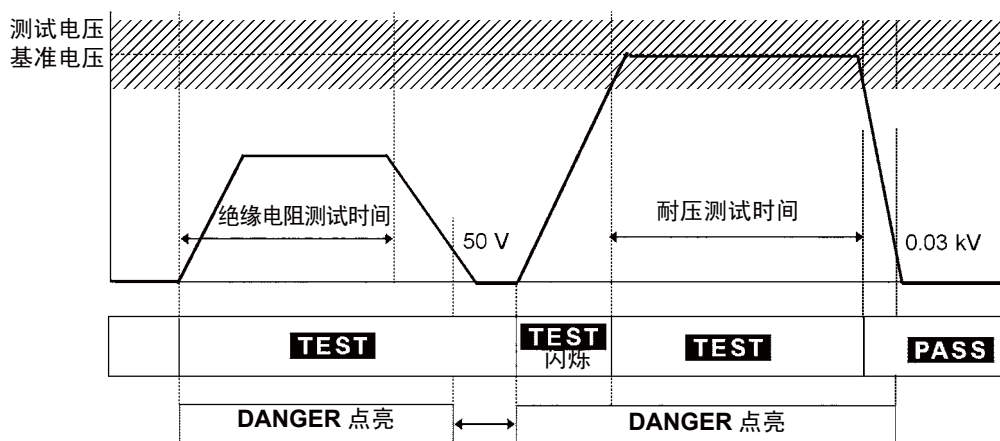 测试电压
基准电压
绝缘电阻测试时间
50 V
耐压测试时间
0.03 kV
TEST
TEST
闪烁
TEST
PASS
DANGER 点亮
DANGER 点亮